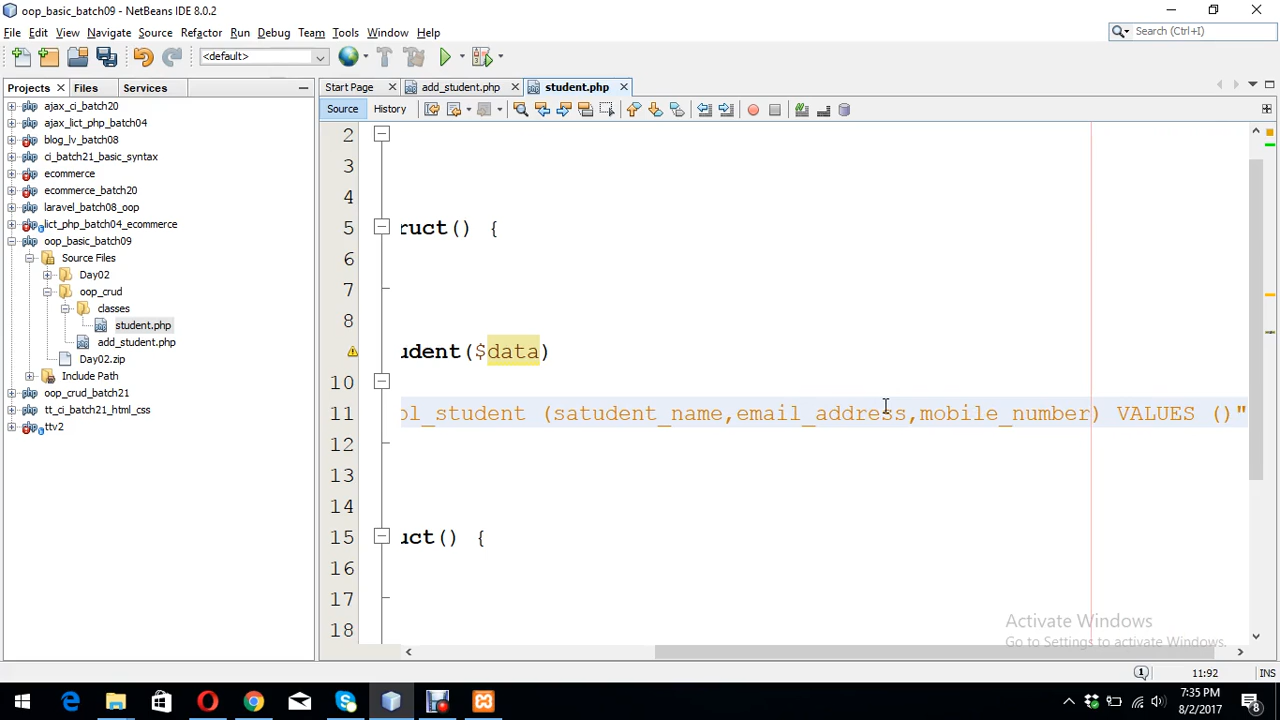 oop_basic_batch09 - NetBeans IDE 8.0.2
File Edit View Navigate Source Refactor Run Debug Team Tools Window Help
Search (Ctrl+I)
<default>
Projects Files Services
Start Page add_student.php student.php
Source History
ajax_ci_batch20
ajax_lict_php_batch04
blog_lv_batch08
ci_batch21_basic_syntax
ecommerce
ecommerce_batch20
laravel_batch08_oop
lict_php_batch04_ecommerce
oop_basic_batch09
Source Files
Day02
oop_crud
classes
student.php
add_student.php
Day02.zip
Include Path
oop_crud_batch21
tt_ci_batch21_html_css
ttv2
2
3
4
5 ruct() {
6
7
8
udent($data)
10
11 bl_student (satudent_name,email_address,mobile_number) VALUES ()"
12
13
14
15 uct() {
16
17
18
Activate Windows
Go to Settings to activate Windows.
1 11:92 INS
7:35 PM
8/2/2017
8